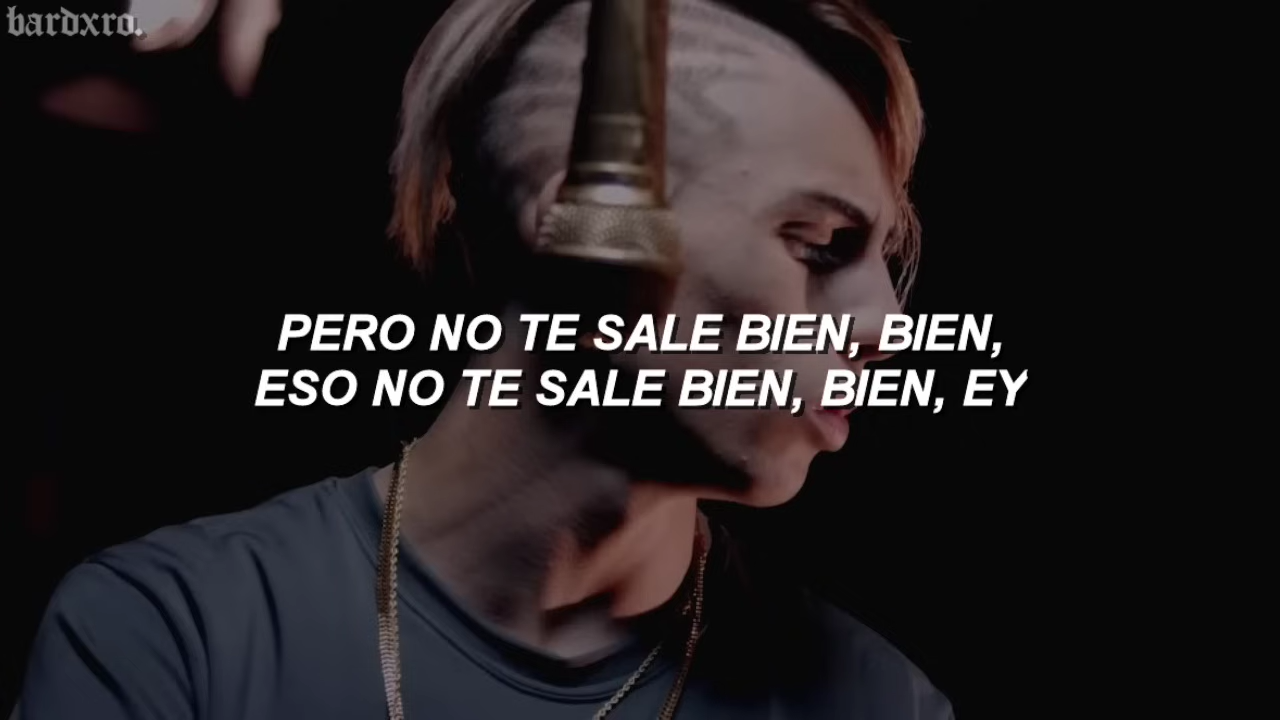 bardxro.
PERO NO TE SALE BIEN, BIEN,
ESO NO TE SALE BIEN, BIEN, EY